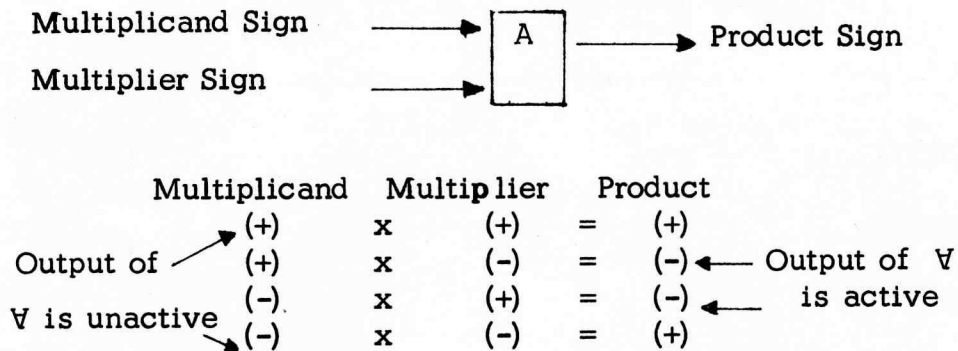 Multiplicand Sign
A
Product Sign
Multiplier Sign
Multiplicand Multiplier Product
(+) x (+) = (+)
Output of (+) x (-) = (-) Output of ∀
(-) x (+) = (-) is active
∀ is unactive (-) x (-) = (+)